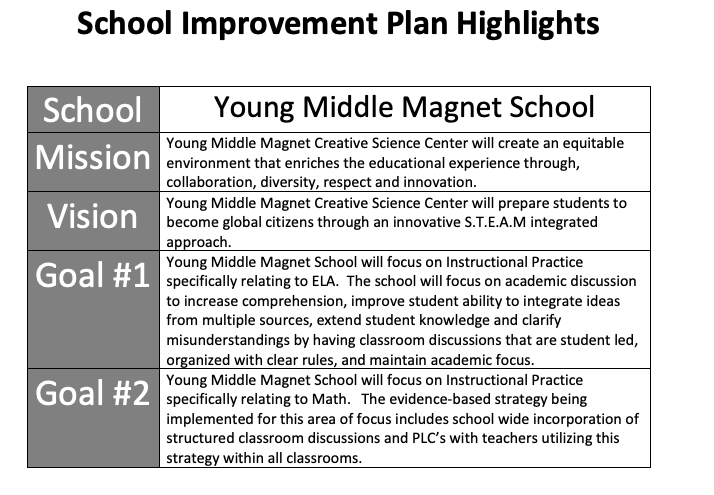 School Improvement Plan Highlights
School
Young Middle Magnet School
Mission
Young Middle Magnet Creative Science Center will create an equitable
environment that enriches the educational experience through,
collaboration, diversity, respect and innovation.
Vision
Young Middle Magnet Creative Science Center will prepare students to
become global citizens through an innovative S.T.E.A.M integrated
approach.
Goal #1
Young Middle Magnet School will focus on Instructional Practice
specifically relating to ELA.  The school will focus on academic discussion
to increase comprehension, improve student ability to integrate ideas
from multiple sources, extend student knowledge and clarify
misunderstandings by having classroom discussions that are student led,
organized with clear rules, and maintain academic focus.
Goal #2
Young Middle Magnet School will focus on Instructional Practice
specifically relating to Math.   The evidence-based strategy being
implemented for this area of focus includes school wide incorporation of
structured classroom discussions and PLC’s with teachers utilizing this
strategy within all classrooms.